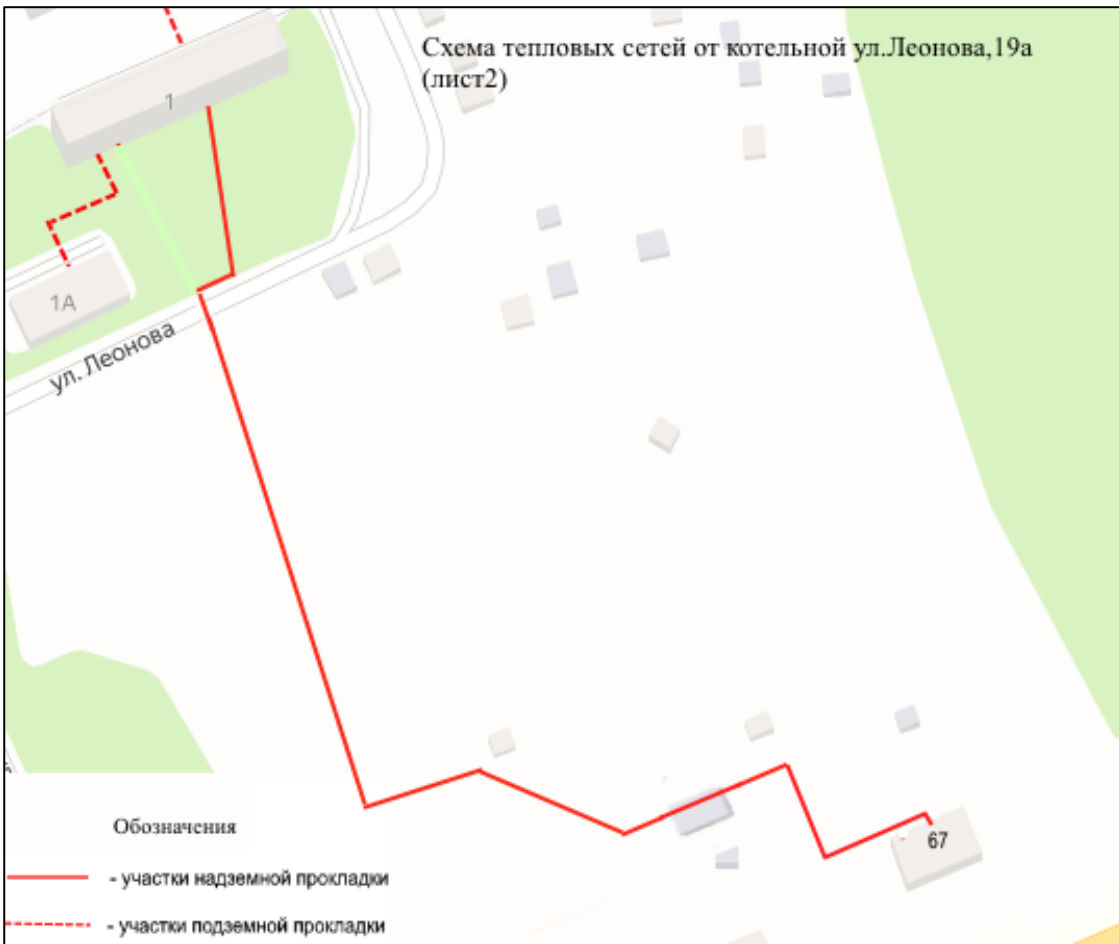 Схема тепловых сетей от котельной ул.Леонова,19а
(лист2)
1
1А
ул. Леонова
67
Обозначения
- участки надземной прокладки
- участки подземной прокладки